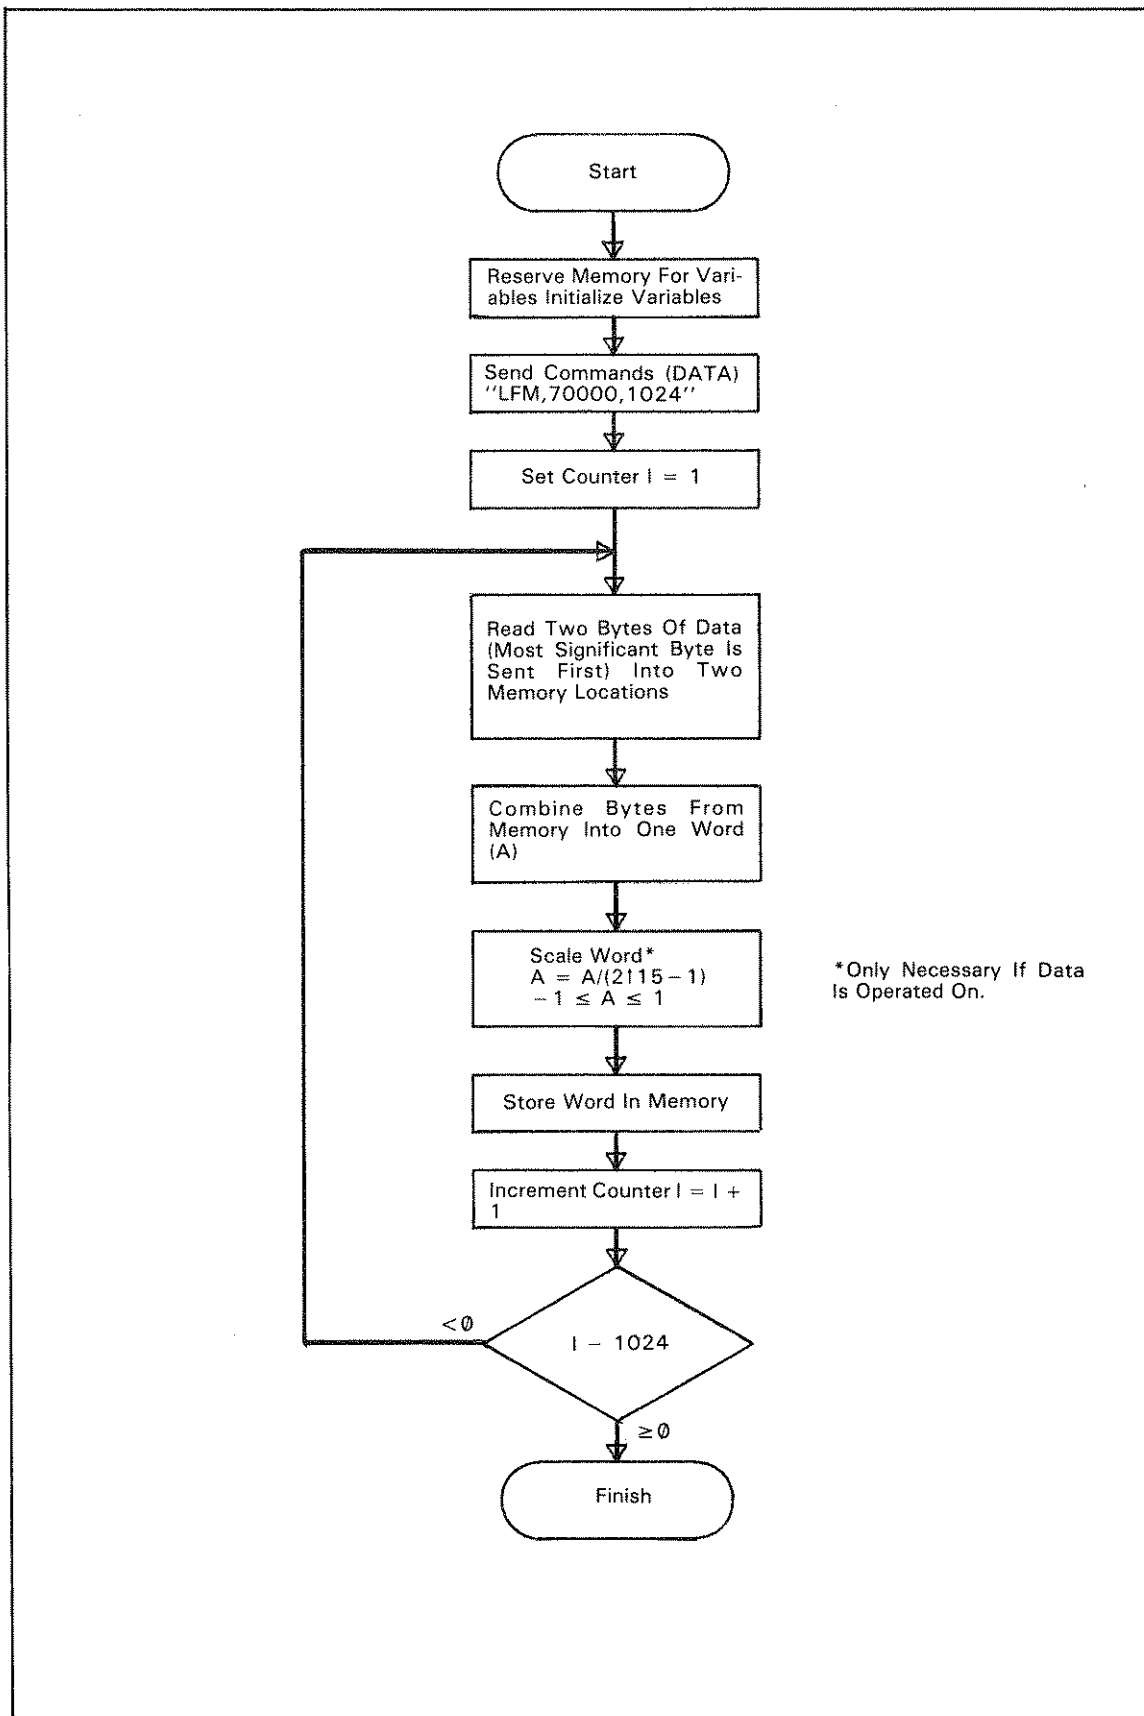 Start
Reserve Memory For Vari-
ables Initialize Variables
Send Commands (DATA)
"LFM,70000,1024"
Set Counter I = 1
Read Two Bytes Of Data
(Most Significant Byte Is
Sent First) Into Two
Memory Locations
Combine Bytes From
Memory Into One Word
(A)
Scale Word*
A = A/(2↑15 − 1)
− 1 ≤ A ≤ 1
*Only Necessary If Data
Is Operated On.
Store Word In Memory
Increment Counter I = I +
1
<Ø
I − 1024
≥Ø
Finish